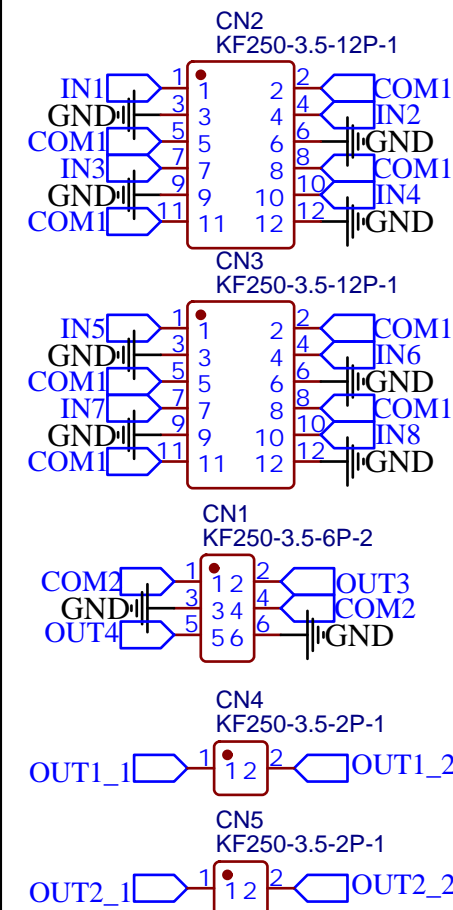 CN2
KF250-3.5-12P-1
IN1 1 1 2 2 COM1
GND 3 3 4 4 IN2
COM1 5 5 6 6 GND
IN3 7 7 8 8 COM1
GND 9 9 10 10 IN4
COM1 11 11 12 12 GND
CN3
KF250-3.5-12P-1
IN5 1 1 2 2 COM1
GND 3 3 4 4 IN6
COM1 5 5 6 6 GND
IN7 7 7 8 8 COM1
GND 9 9 10 10 IN8
COM1 11 11 12 12 GND
CN1
KF250-3.5-6P-2
COM2 1 1 2 2 OUT3
GND 3 3 4 4 COM2
OUT4 5 5 6 6 GND
CN4
KF250-3.5-2P-1
OUT1_1 1 1 2 2 OUT1_2
CN5
KF250-3.5-2P-1
OUT2_1 1 1 2 2 OUT2_2